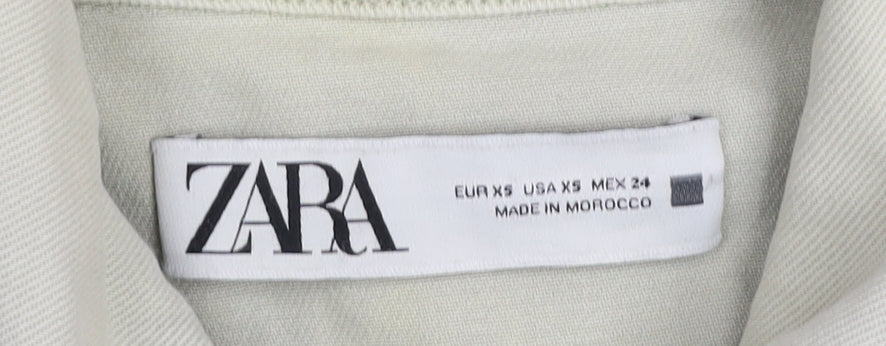 ZARA
EUR XS USA XS MEX 24
MADE IN MOROCCO